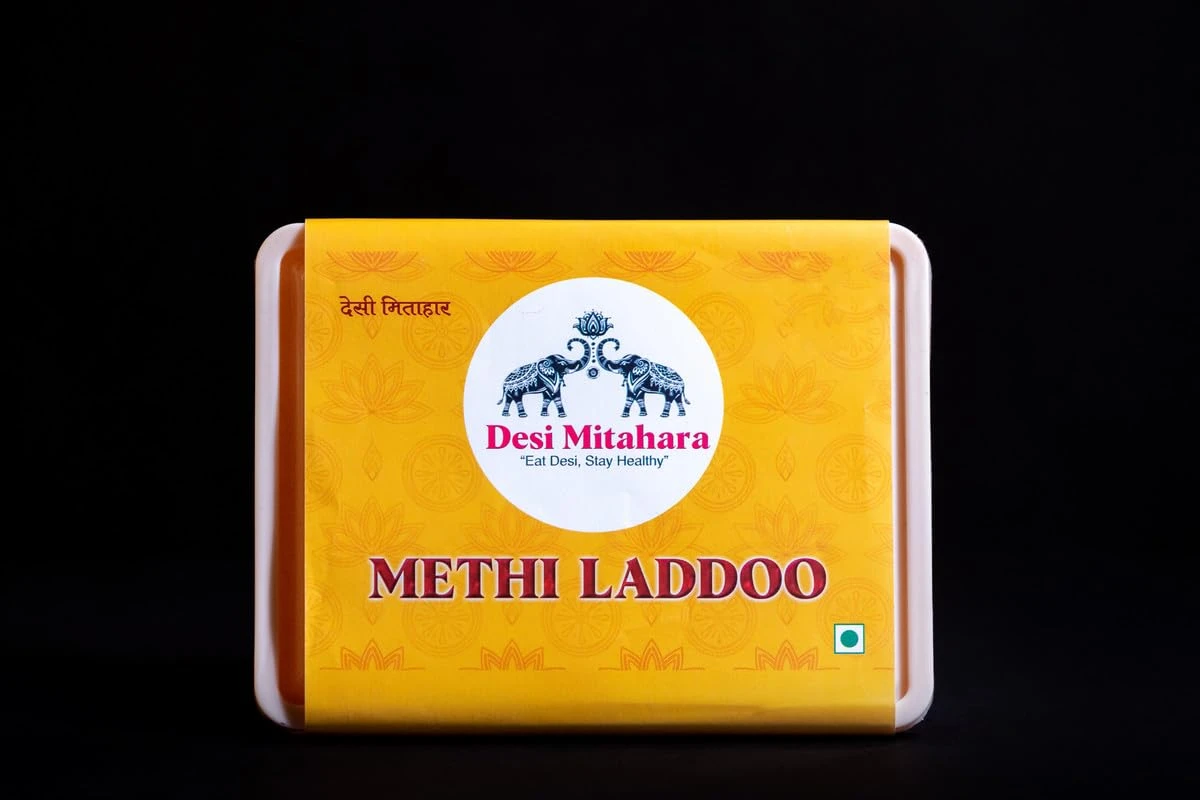 देसी मिताहार
Desi Mitahara
“Eat Desi, Stay Healthy”
METHI LADDOO